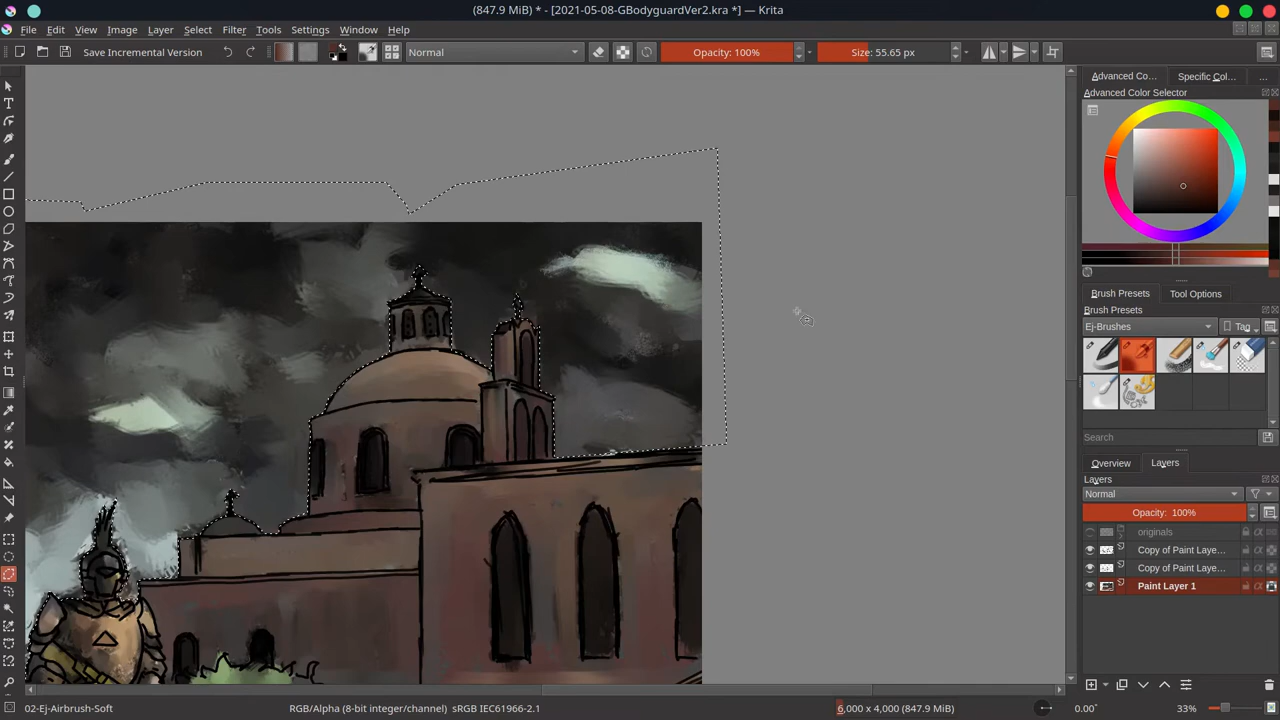 (847.9 MiB) * - [2021-05-08-GBodyguardVer2.kra *] — Krita
File Edit View Image Layer Select Filter Tools Settings Window Help
Save Incremental Version
Normal
Opacity: 100%
Size: 55.65 px
Advanced Co...
Specific Col...
...
Advanced Color Selector
Brush Presets
Tool Options
Brush Presets
Ej-Brushes
Tag
Search
Overview
Layers
Layers
Normal
Opacity: 100%
originals
Copy of Paint Laye...
Copy of Paint Laye...
Paint Layer 1
02-Ej-Airbrush-Soft
RGB/Alpha (8-bit integer/channel) sRGB IEC61966-2.1
6,000 x 4,000 (847.9 MiB)
0.00°
33%